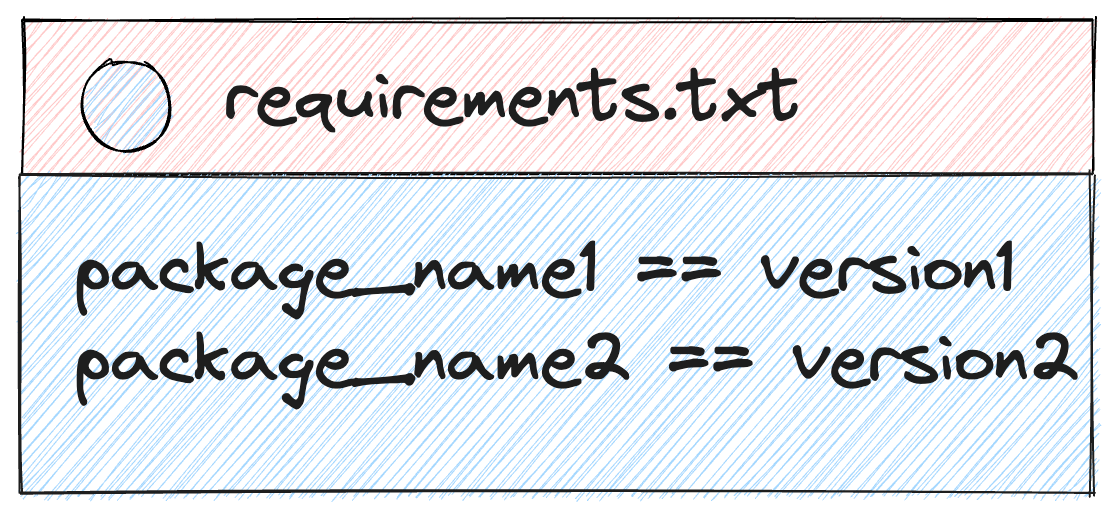 requirements.txt
package_name1 == version1
package_name2 == version2